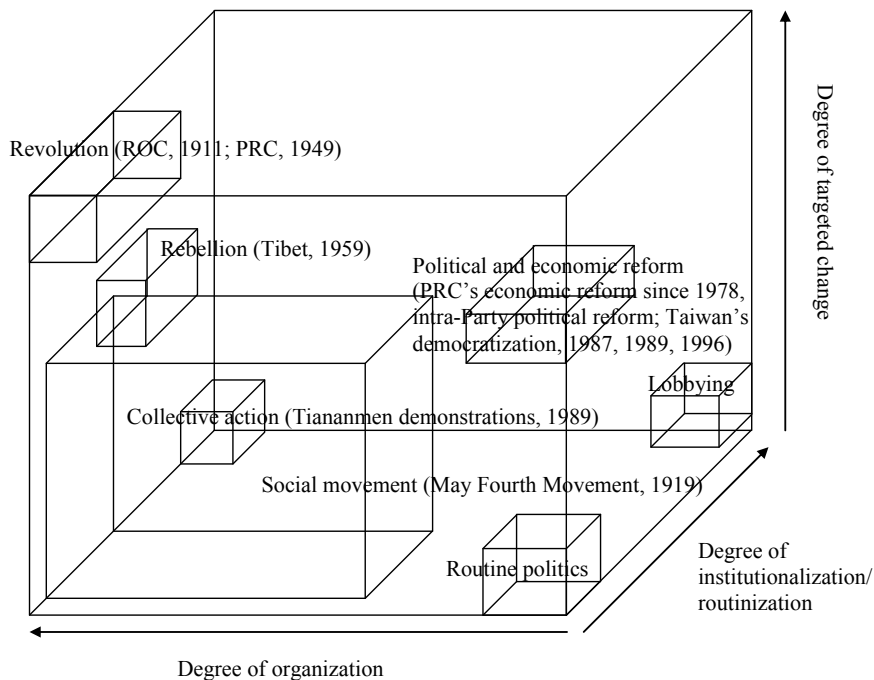 Revolution (ROC, 1911; PRC, 1949)
Rebellion (Tibet, 1959)
Political and economic reform
(PRC's economic reform since 1978,
intra-Party political reform; Taiwan's
democratization, 1987, 1989, 1996)
Lobbying
Collective action (Tiananmen demonstrations, 1989)
Social movement (May Fourth Movement, 1919)
Routine politics
Degree of targeted change
Degree of
institutionalization/
routinization
Degree of organization